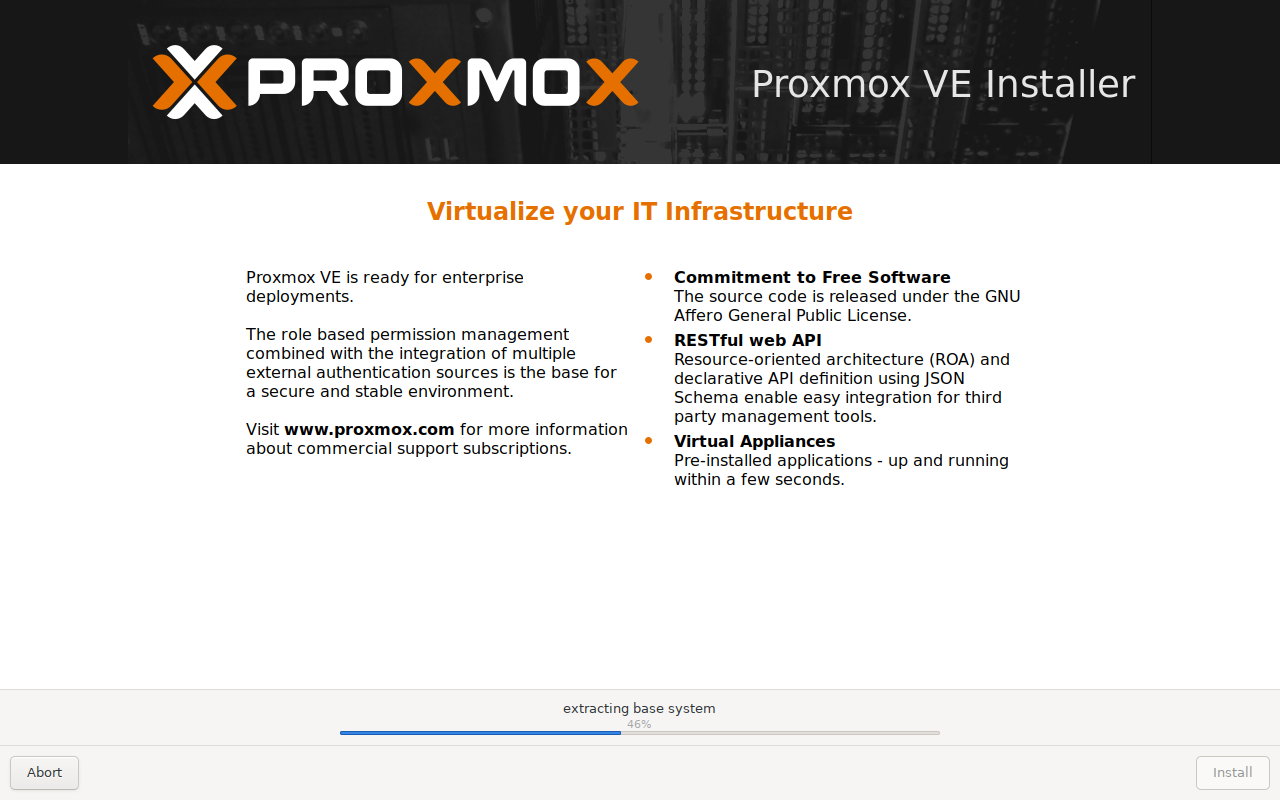 PROXMOX
Proxmox VE Installer
Virtualize your IT Infrastructure
Proxmox VE is ready for enterprise
deployments.
The role based permission management
combined with the integration of multiple
external authentication sources is the base for
a secure and stable environment.
Visit www.proxmox.com for more information
about commercial support subscriptions.
Commitment to Free Software
The source code is released under the GNU
Affero General Public License.
RESTful web API
Resource-oriented architecture (ROA) and
declarative API definition using JSON
Schema enable easy integration for third
party management tools.
Virtual Appliances
Pre-installed applications - up and running
within a few seconds.
extracting base system
46%
Abort
Install